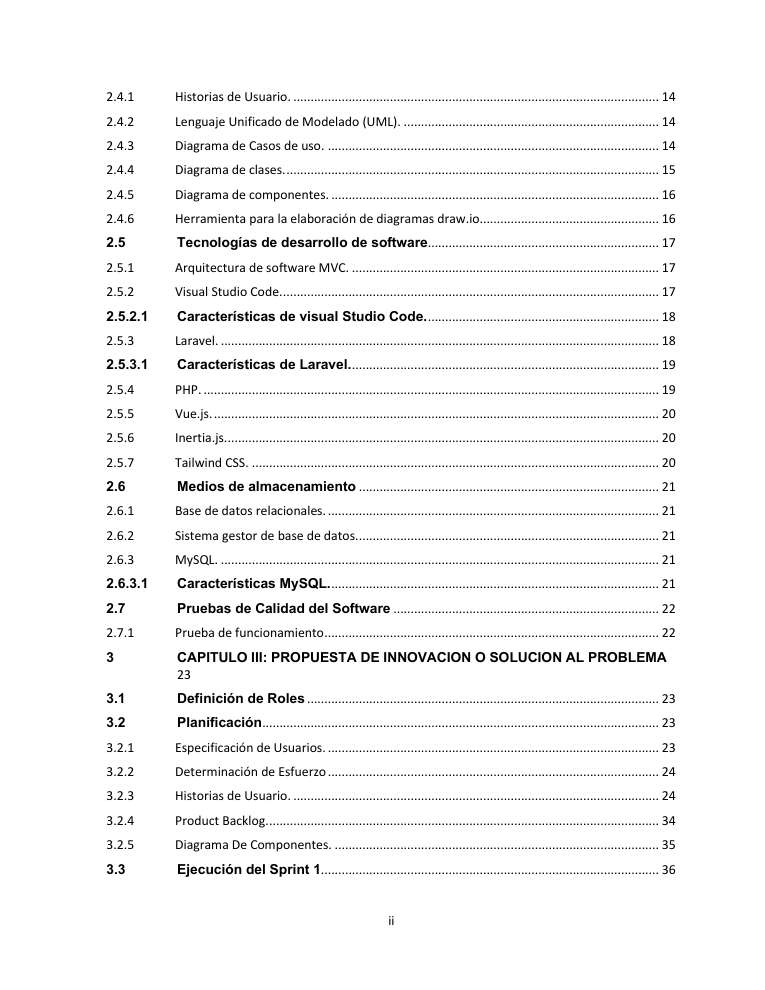 2.4.1 Historias de Usuario. ........................................................................................................... 14
2.4.2 Lenguaje Unificado de Modelado (UML). ........................................................................... 14
2.4.3 Diagrama de Casos de uso. ................................................................................................. 14
2.4.4 Diagrama de clases. ............................................................................................................. 15
2.4.5 Diagrama de componentes. ................................................................................................ 16
2.4.6 Herramienta para la elaboración de diagramas draw.io. .................................................... 16
2.5 Tecnologías de desarrollo de software ................................................................... 17
2.5.1 Arquitectura de software MVC. .......................................................................................... 17
2.5.2 Visual Studio Code. .............................................................................................................. 17
2.5.2.1 Características de visual Studio Code. .................................................................... 18
2.5.3 Laravel. ................................................................................................................................ 18
2.5.3.1 Características de Laravel. ......................................................................................... 19
2.5.4 PHP. ..................................................................................................................................... 19
2.5.5 Vue.js. .................................................................................................................................. 20
2.5.6 Inertia.js. .............................................................................................................................. 20
2.5.7 Tailwind CSS. ....................................................................................................................... 20
2.6 Medios de almacenamiento ....................................................................................... 21
2.6.1 Base de datos relacionales. ................................................................................................. 21
2.6.2 Sistema gestor de base de datos. ........................................................................................ 21
2.6.3 MySQL. ................................................................................................................................ 21
2.6.3.1 Características MySQL. ............................................................................................... 21
2.7 Pruebas de Calidad del Software ............................................................................. 22
2.7.1 Prueba de funcionamiento .................................................................................................. 22
3 CAPITULO III: PROPUESTA DE INNOVACION O SOLUCION AL PROBLEMA
23
3.1 Definición de Roles ...................................................................................................... 23
3.2 Planificación ................................................................................................................... 23
3.2.1 Especificación de Usuarios. ................................................................................................. 23
3.2.2 Determinación de Esfuerzo ................................................................................................. 24
3.2.3 Historias de Usuario. ........................................................................................................... 24
3.2.4 Product Backlog. .................................................................................................................. 34
3.2.5 Diagrama De Componentes. ............................................................................................... 35
3.3 Ejecución del Sprint 1 .................................................................................................. 36
ii